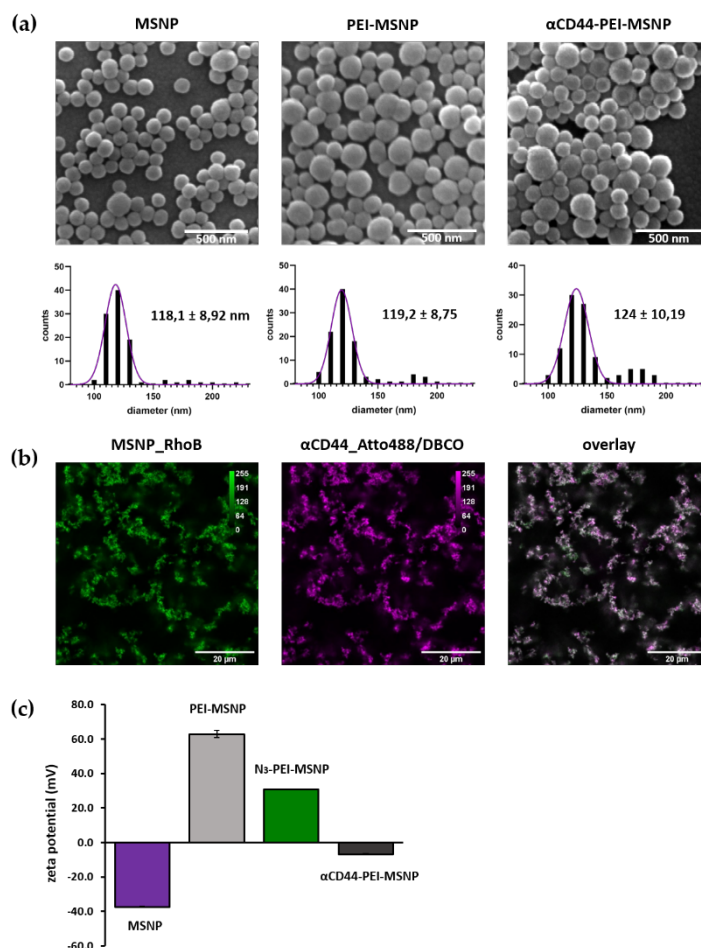 (a)
MSNP
PEI-MSNP
αCD44-PEI-MSNP
500 nm
500 nm
500 nm
50
40
30
20
10
0
counts
118,1 ± 8,92 nm
100
150
200
diameter (nm)
50
40
30
20
10
0
counts
119,2 ± 8,75
100
150
200
diameter (nm)
40
30
20
10
0
counts
124 ± 10,19
100
150
200
diameter (nm)
(b)
MSNP_RhoB
αCD44_Atto488/DBCO
overlay
255
191
128
64
0
20 µm
255
191
128
64
0
20 µm
20 µm
(c)
zeta potential (mV)
80.0
60.0
40.0
20.0
0.0
-20.0
-40.0
-60.0
PEI-MSNP
N₃-PEI-MSNP
αCD44-PEI-MSNP
MSNP